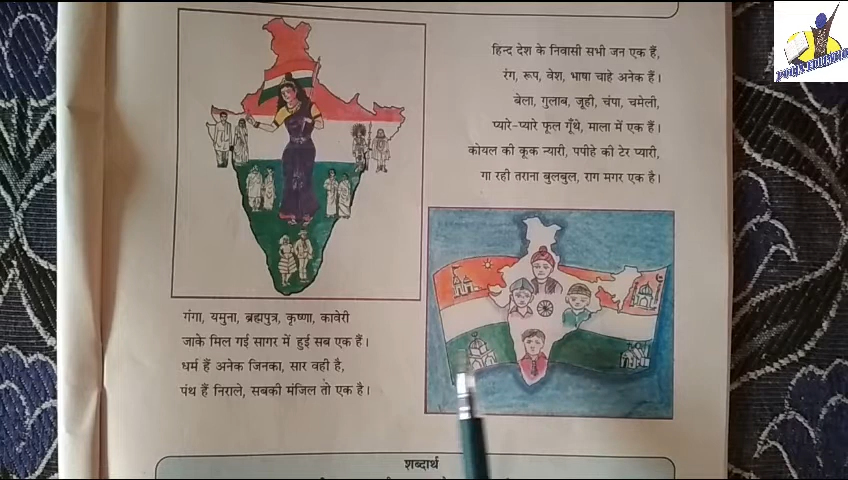 हिन्द देश के निवासी सभी जन एक हैं,
रंग, रूप, वेश, भाषा चाहे अनेक हैं।
बेला, गुलाब, जूही, चंपा, चमेली,
प्यारे-प्यारे फूल गूँथे, माला में एक हैं।
कोयल की कूक न्यारी, पपीहे की टेर प्यारी,
गा रही तराना बुलबुल, राग मगर एक है।
गंगा, यमुना, ब्रह्मपुत्र, कृष्णा, कावेरी
जाके मिल गई सागर में हुई सब एक हैं।
धर्म हैं अनेक जिनका, सार वही है,
पंथ हैं निराले, सबकी मंजिल तो एक है।
शब्दार्थ